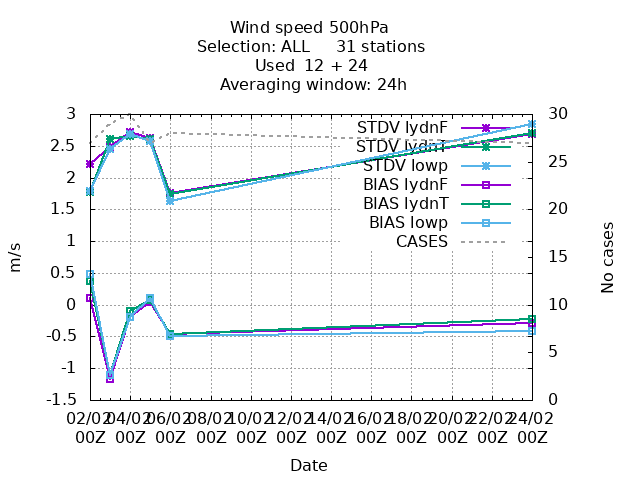 Wind speed 500hPa
Selection: ALL 31 stations
Used 12 + 24
Averaging window: 24h
3
2.5
2
1.5
1
0.5
0
-0.5
-1
-1.5
m/s
30
25
20
15
10
5
0
No cases
STDV lydnF
STDV lydnT
STDV lowp
BIAS lydnF
BIAS lydnT
BIAS lowp
CASES
02/02 04/02 06/02 08/02 10/02 12/02 14/02 16/02 18/02 20/02 22/02 24/02
00Z 00Z 00Z 00Z 00Z 00Z 00Z 00Z 00Z 00Z 00Z 00Z
Date